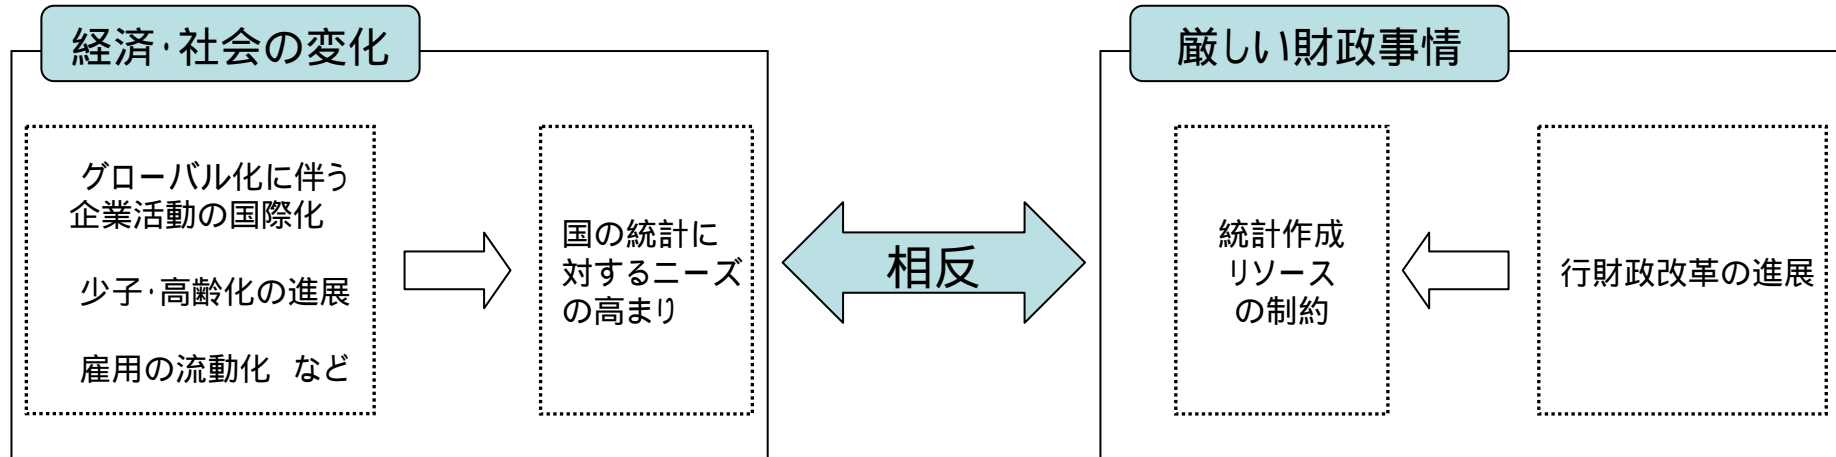 経済・社会の変化
グローバル化に伴う
企業活動の国際化
少子・高齢化の進展
雇用の流動化 など
国の統計に
対するニーズ
の高まり
相反
厳しい財政事情
統計作成
リソース
の制約
行財政改革の進展